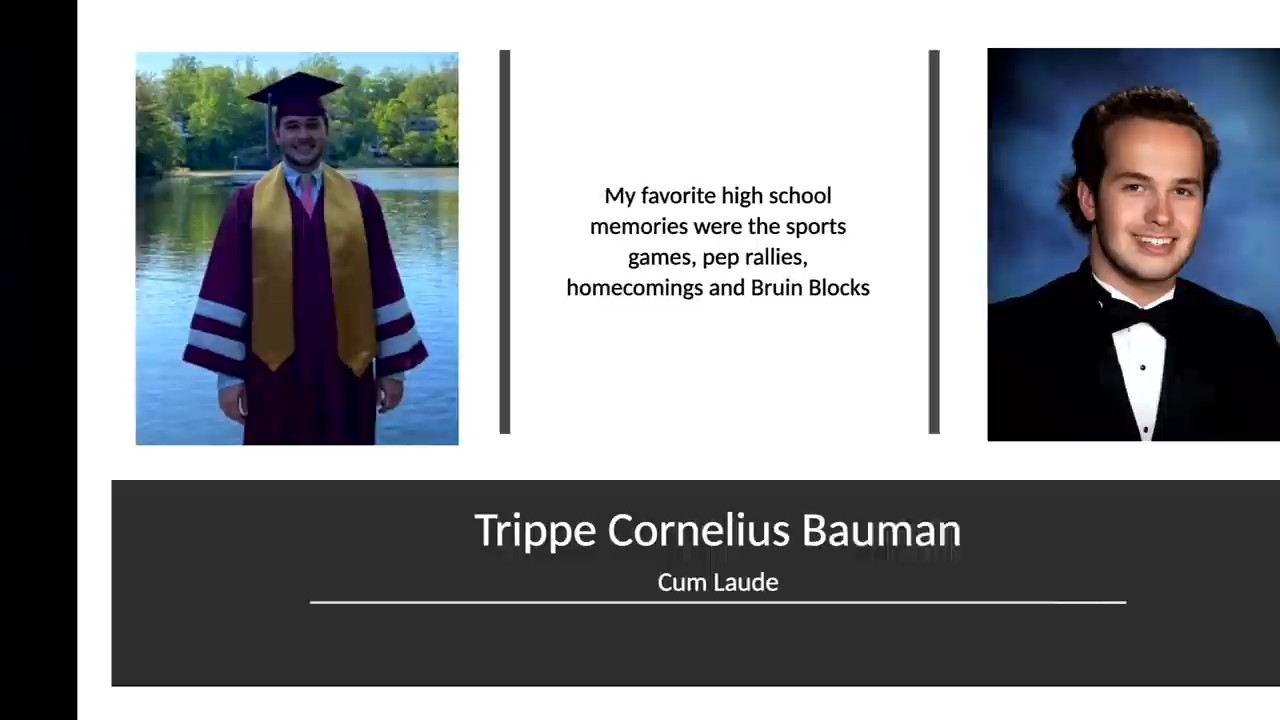 My favorite high school
memories were the sports
games, pep rallies,
homecomings and Bruin Blocks
Trippe Cornelius Bauman
Cum Laude